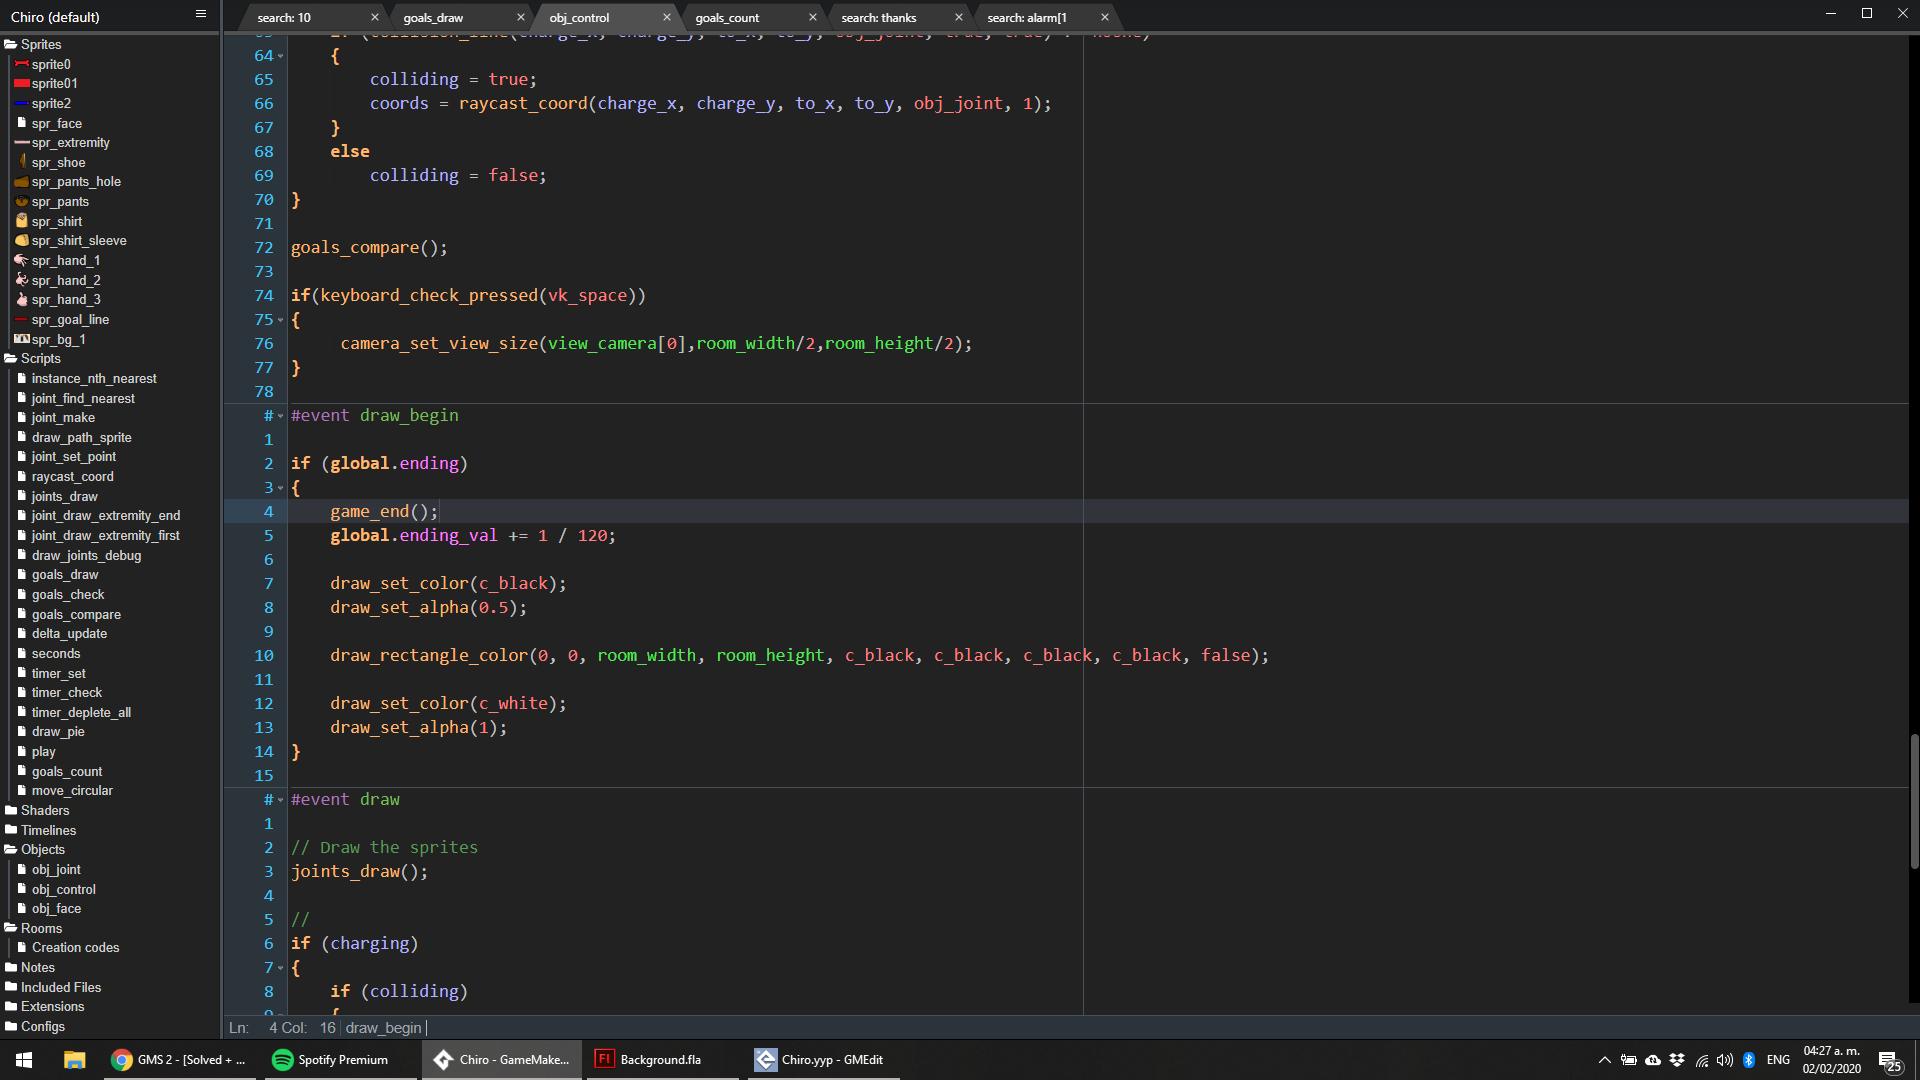 Chiro (default)
search: 10
goals_draw
obj_control
goals_count
search: thanks
search: alarm[1
Sprites
sprite0
sprite01
sprite2
spr_face
spr_extremity
spr_shoe
spr_pants_hole
spr_pants
spr_shirt
spr_shirt_sleeve
spr_hand_1
spr_hand_2
spr_hand_3
spr_goal_line
spr_bg_1
Scripts
instance_nth_nearest
joint_find_nearest
joint_make
draw_path_sprite
joint_set_point
raycast_coord
joints_draw
joint_draw_extremity_end
joint_draw_extremity_first
draw_joints_debug
goals_draw
goals_check
goals_compare
delta_update
seconds
timer_set
timer_check
timer_deplete_all
draw_pie
play
goals_count
move_circular
Shaders
Timelines
Objects
obj_joint
obj_control
obj_face
Rooms
Creation codes
Notes
Included Files
Extensions
Configs
64 {
65 colliding = true;
66 coords = raycast_coord(charge_x, charge_y, to_x, to_y, obj_joint, 1);
67 }
68 else
69 colliding = false;
70 }
71
72 goals_compare();
73
74 if(keyboard_check_pressed(vk_space))
75 {
76 camera_set_view_size(view_camera[0],room_width/2,room_height/2);
77 }
78
# #event draw_begin
1
2 if (global.ending)
3 {
4 game_end();
5 global.ending_val += 1 / 120;
6
7 draw_set_color(c_black);
8 draw_set_alpha(0.5);
9
10 draw_rectangle_color(0, 0, room_width, room_height, c_black, c_black, c_black, c_black, false);
11
12 draw_set_color(c_white);
13 draw_set_alpha(1);
14 }
15
# #event draw
1
2 // Draw the sprites
3 joints_draw();
4
5 //
6 if (charging)
7 {
8 if (colliding)
Ln: 4 Col: 16 draw_begin
GMS 2 - [Solved + ...
Spotify Premium
Chiro - GameMake...
Background.fla
Chiro.yyp - GMEdit
ENG
04:27 a. m.
02/02/2020
25